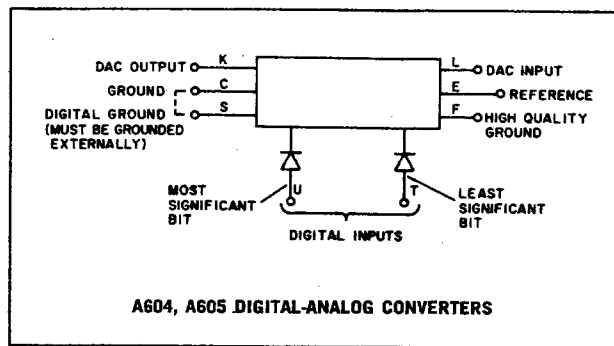 DAC OUTPUT K
GROUND C
DIGITAL GROUND S
(MUST BE GROUNDED
EXTERNALLY)
L DAC INPUT
E REFERENCE
F HIGH QUALITY
GROUND
MOST
SIGNIFICANT
BIT
U
T
LEAST
SIGNIFICANT
BIT
DIGITAL INPUTS
A604, A605 DIGITAL-ANALOG CONVERTERS